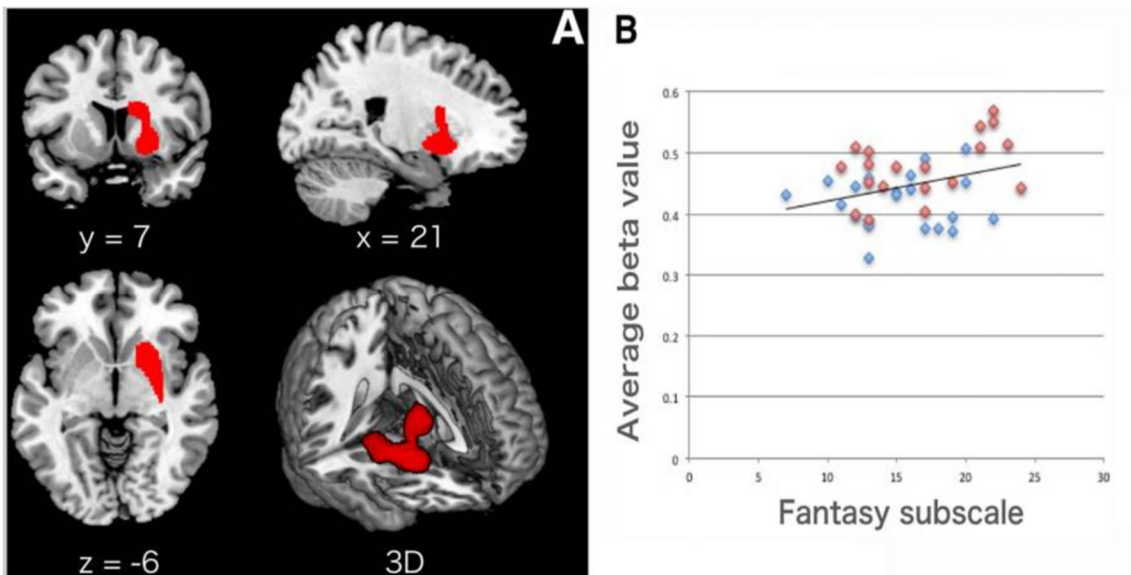 A
y = 7
x = 21
z = -6
3D
B
Average beta value
0.6
0.5
0.4
0.3
0.2
0.1
0
0 5 10 15 20 25 30
Fantasy subscale